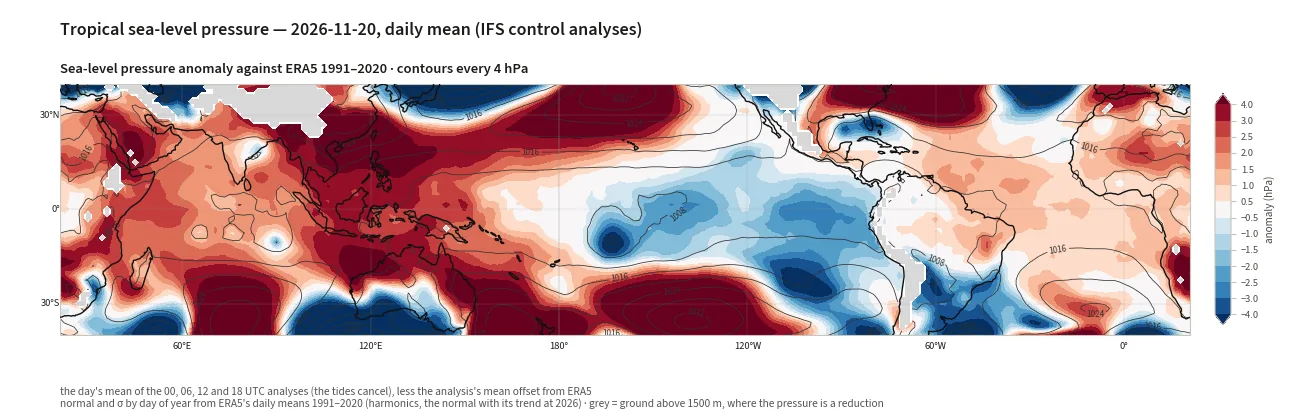 Tropical sea-level pressure — 2026-11-20, daily mean (IFS control analyses)
Sea-level pressure anomaly against ERA5 1991–2020 · contours every 4 hPa
30°N
0°
30°S
60°E
120°E
180°
120°W
60°W
0°
1016
1016
1016
1016
1016
1016
1016
1016
1008
1008
1024
4.0
3.0
2.5
2.0
1.5
1.0
0.5
−0.5
−1.0
−1.5
−2.0
−2.5
−3.0
−4.0
anomaly (hPa)
the day's mean of the 00, 06, 12 and 18 UTC analyses (the tides cancel), less the analysis's mean offset from ERA5
normal and σ by day of year from ERA5's daily means 1991–2020 (harmonics, the normal with its trend at 2026) · grey = ground above 1500 m, where the pressure is a reduction